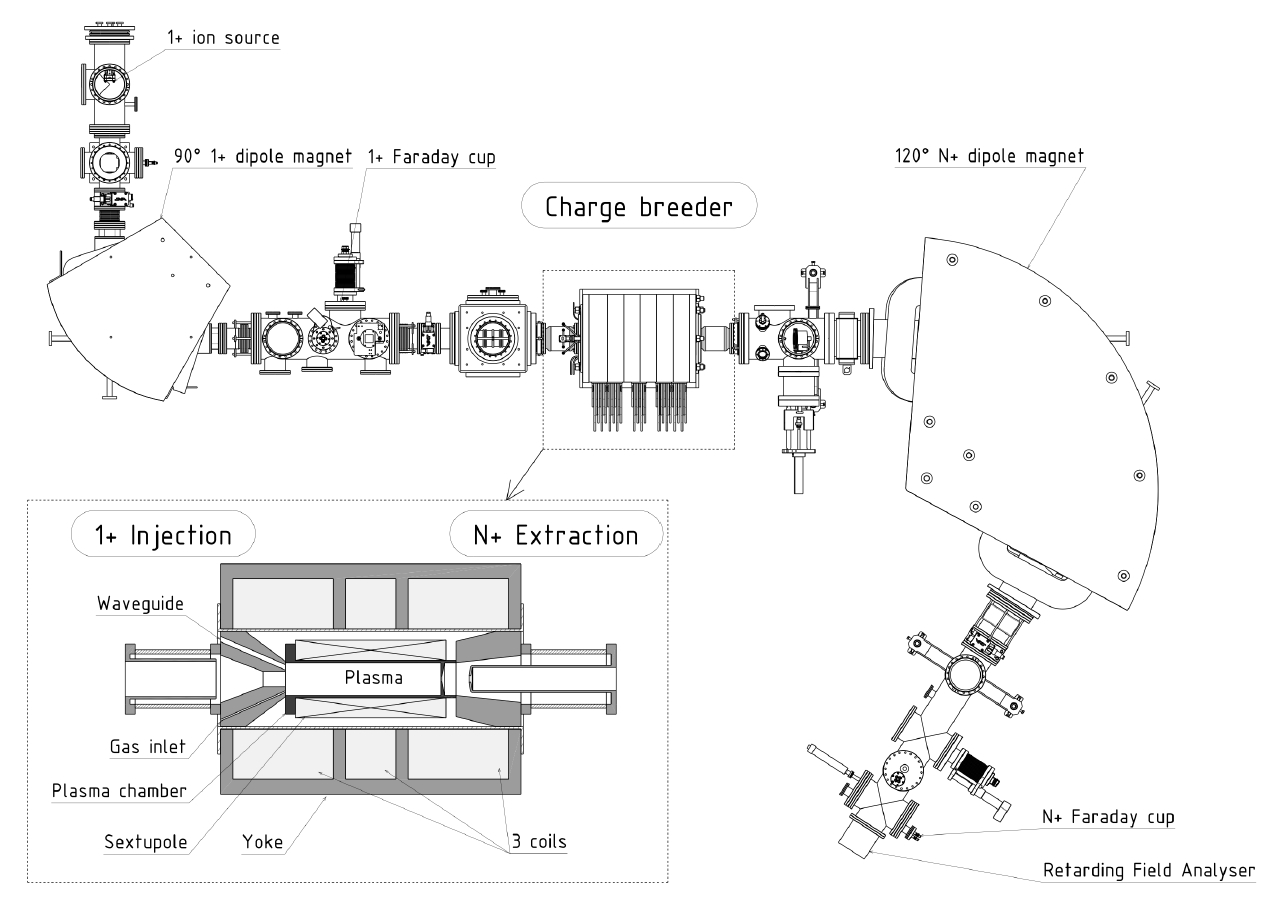 1+ ion source
90° 1+ dipole magnet
1+ Faraday cup
120° N+ dipole magnet
Charge breeder
1+ Injection
N+ Extraction
Waveguide
Plasma
Gas inlet
Plasma chamber
Sextupole
Yoke
3 coils
N+ Faraday cup
Retarding Field Analyser